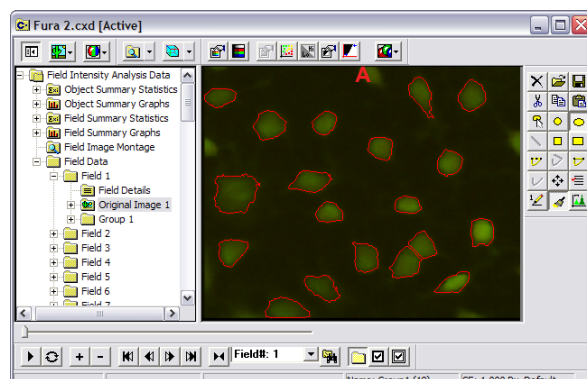 Fura 2.cxd [Active]
A
Field Intensity Analysis Data
Object Summary Statistics
Object Summary Graphs
Field Summary Statistics
Field Summary Graphs
Field Image Montage
Field Data
Field 1
Field Details
Original Image 1
Group 1
Field 2
Field 3
Field 4
Field 5
Field 6
Field#: 1